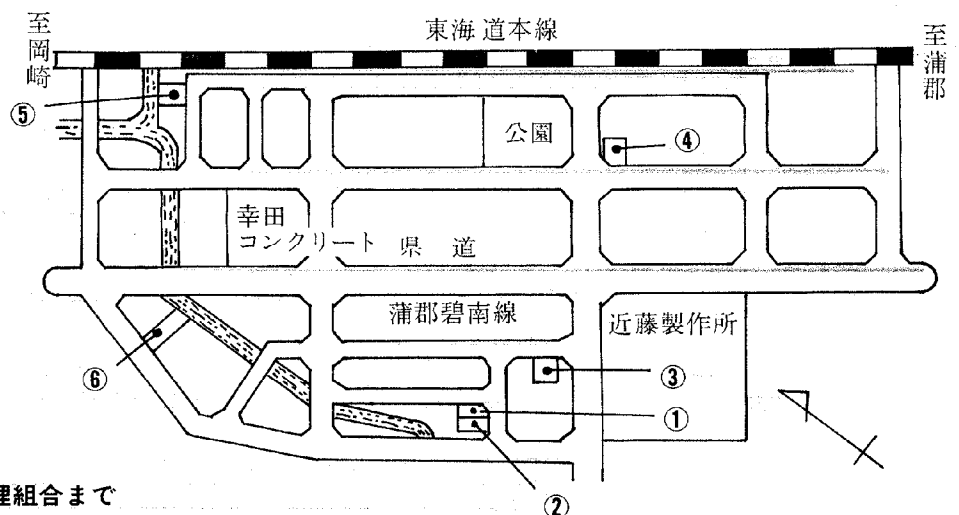 東海道本線
至岡崎
至蒲郡
⑤
公園
④
幸田
コンクリート
県道
蒲郡碧南線
近藤製作所
⑥
③
①
②
理組合まで